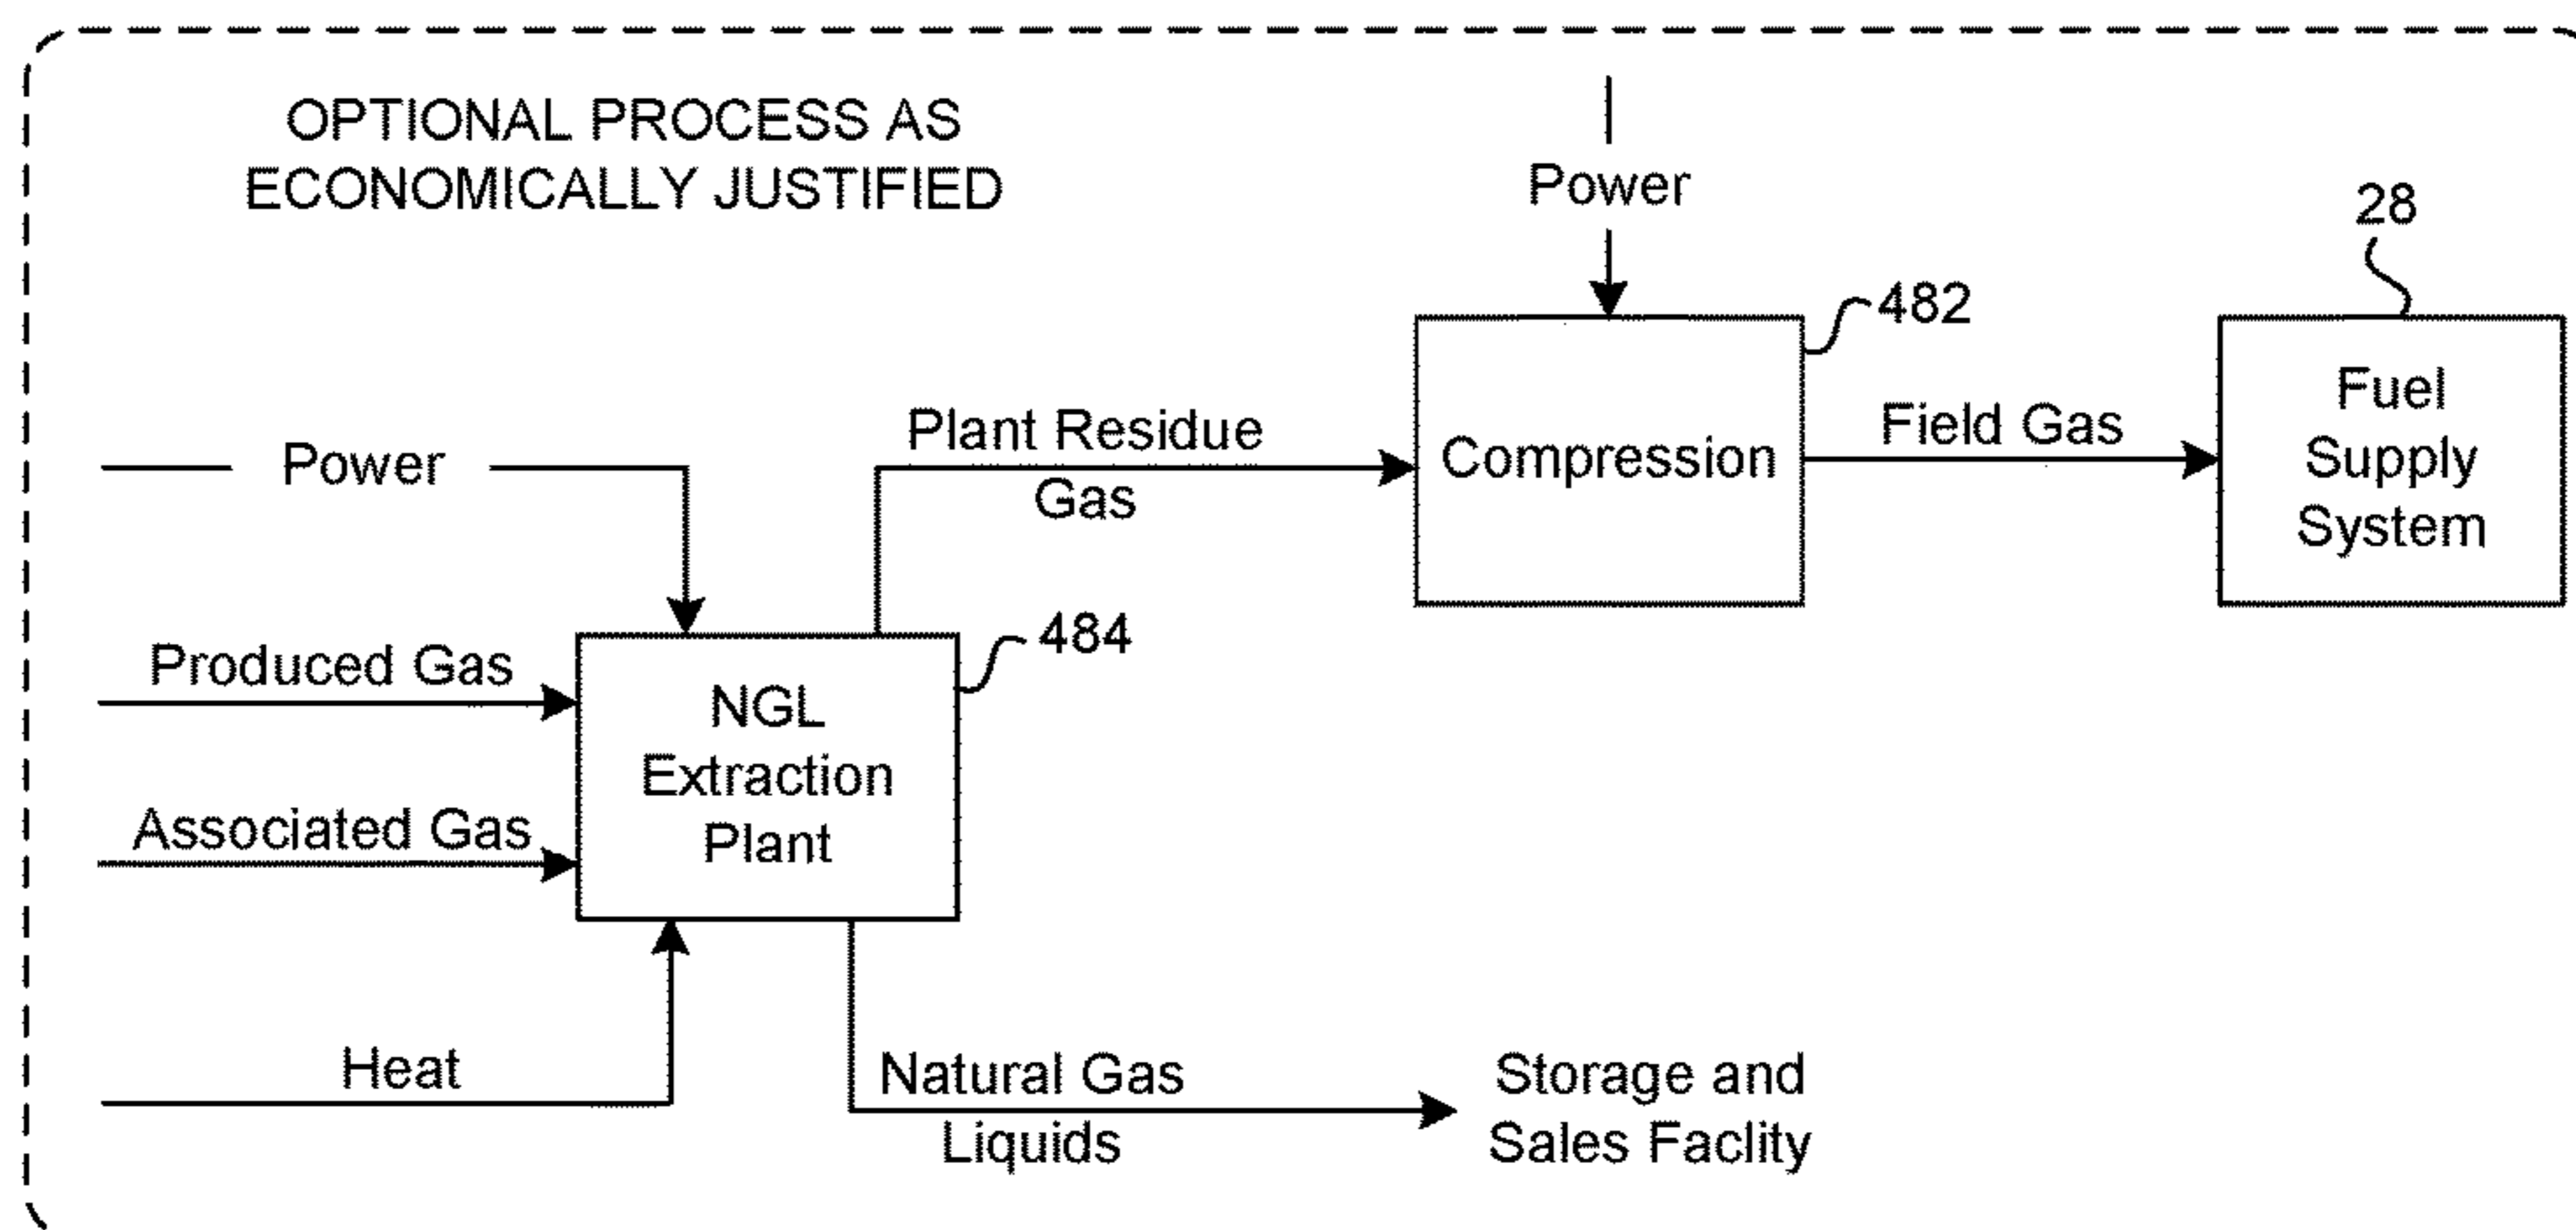 OPTIONAL PROCESS AS
ECONOMICALLY JUSTIFIED
Power
28
482
Fuel
Supply
System
Plant Residue
Gas
Compression
Field Gas
Power
484
Produced Gas
NGL
Extraction
Plant
Associated Gas
Heat
Natural Gas
Liquids
Storage and
Sales Faclity